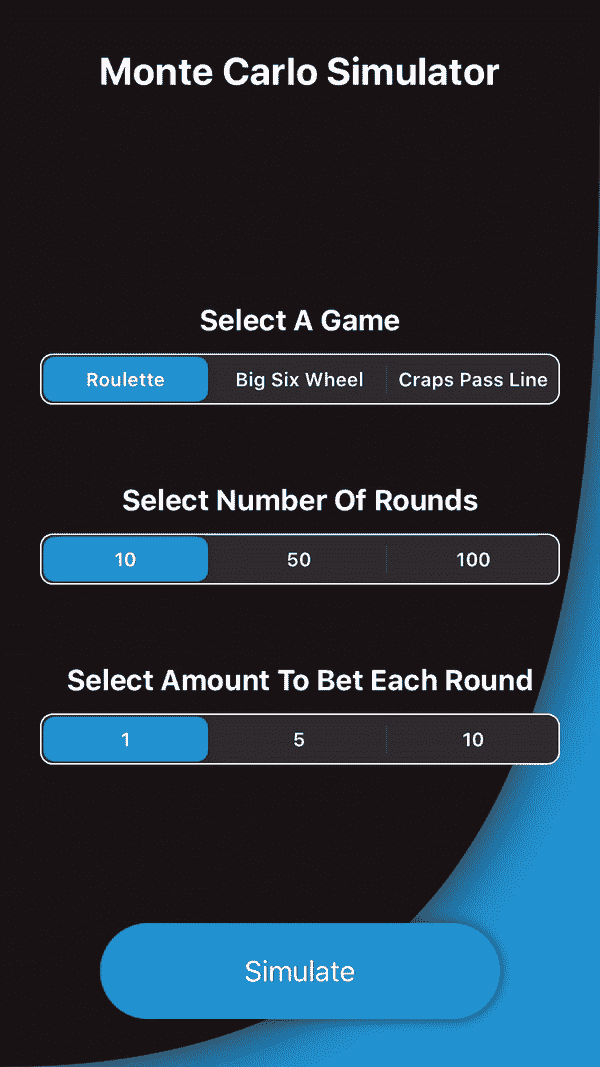 Monte Carlo Simulator
Select A Game
Roulette Big Six Wheel Craps Pass Line
Select Number Of Rounds
10 50 100
Select Amount To Bet Each Round
1 5 10
Simulate